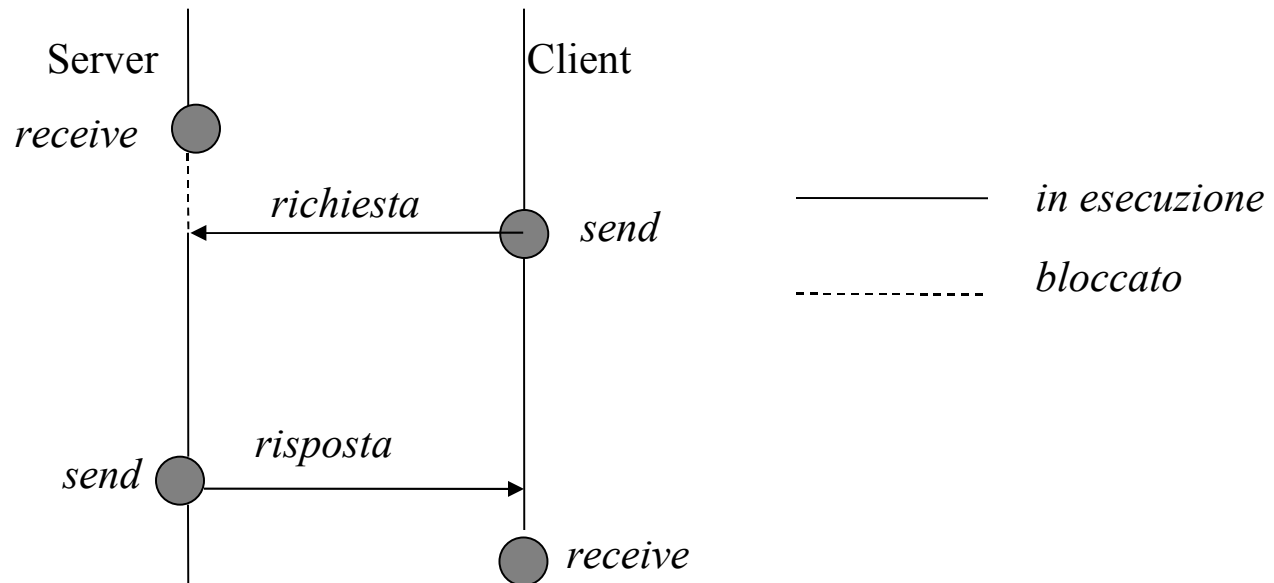 Server
Client
receive
richiesta
send
in esecuzione
bloccato
risposta
send
receive